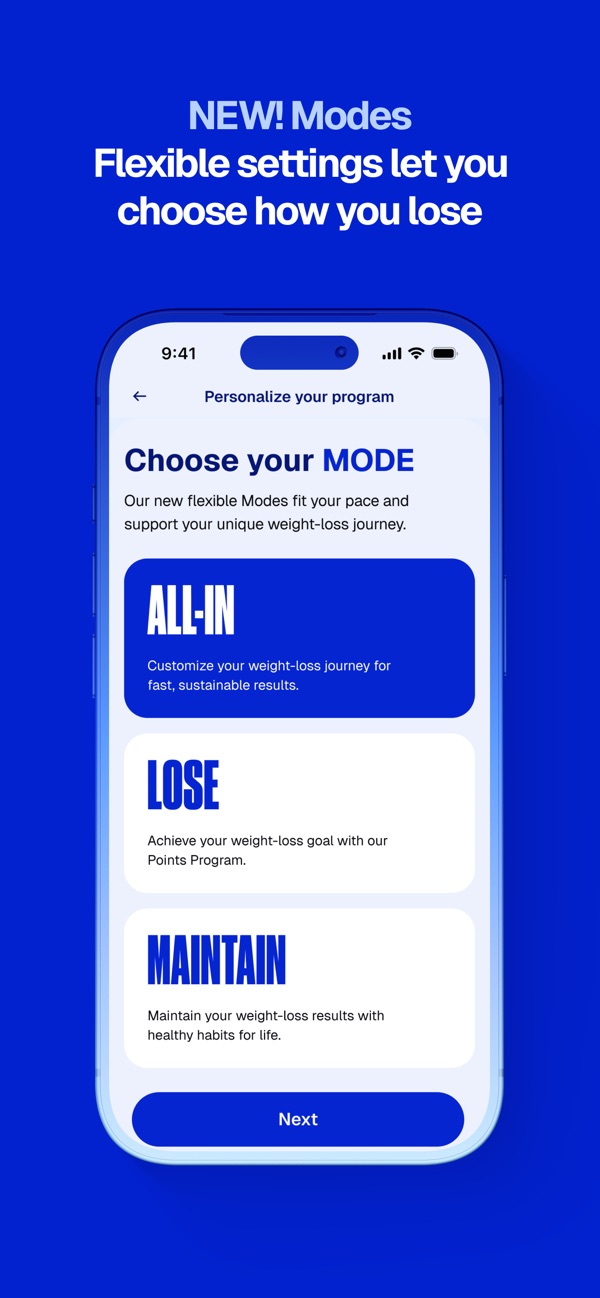 NEW! Modes
Flexible settings let you
choose how you lose
9:41
Personalize your program
Choose your MODE
Our new flexible Modes fit your pace and
support your unique weight-loss journey.
ALL-IN
Customize your weight-loss journey for
fast, sustainable results.
LOSE
Achieve your weight-loss goal with our
Points Program.
MAINTAIN
Maintain your weight-loss results with
healthy habits for life.
Next